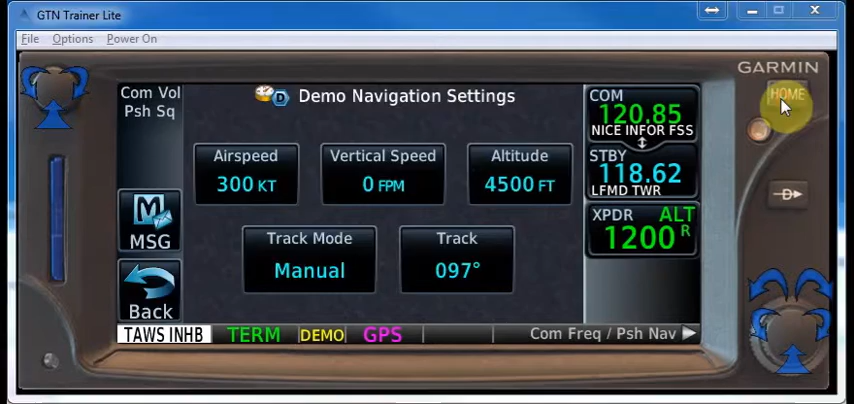 GTN Trainer Lite
File Options Power On
GARMIN
HOME
Com Vol
Psh Sq
Demo Navigation Settings
COM
120.85
NICE INFOR FSS
STBY
118.62
LFMD TWR
XPDR ALT
1200 R
Airspeed
300 KT
Vertical Speed
0 FPM
Altitude
4500 FT
Track Mode
Manual
Track
097°
MSG
Back
D
TAWS INHB TERM DEMO GPS Com Freq / Psh Nav